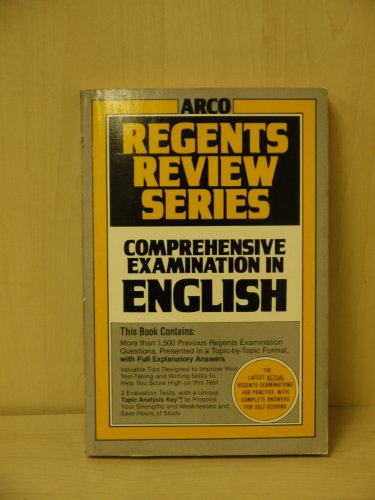 ARCO
REGENTS
REVIEW
SERIES
COMPREHENSIVE
EXAMINATION IN
ENGLISH
This Book Contains:
More than 1,500 Previous Regents Examination
Questions, Presented in a Topic-by-Topic Format,
with Full Explanatory Answers
Valuable Tips Designed to Improve Your
Test-Taking and Writing Skills to
Help You Score High on this Test
2 Evaluation Tests, with a Unique
Topic Analysis Key™ to Pinpoint
Your Strengths and Weaknesses and
Save Hours of Study
THE
LATEST ACTUAL
REGENTS EXAMINATIONS
FOR PRACTICE, WITH
COMPLETE ANSWERS
FOR SELF-SCORING